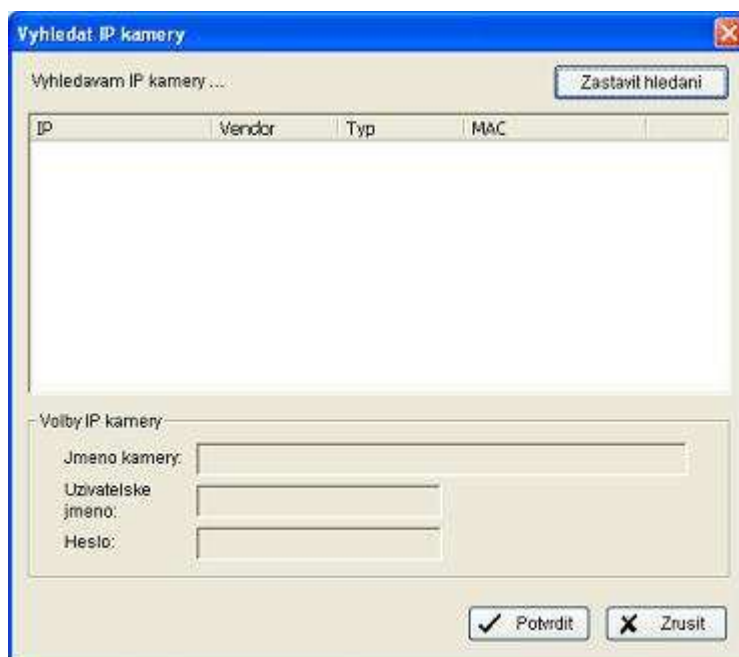 Vyhledat IP kamery
Vyhledavam IP kamery ...
Zastavit hledani
IP Vendor Typ MAC
Volby IP kamery
Jmeno kamery:
Uzivatelske
jmeno:
Heslo:
Potvrdit Zrusit